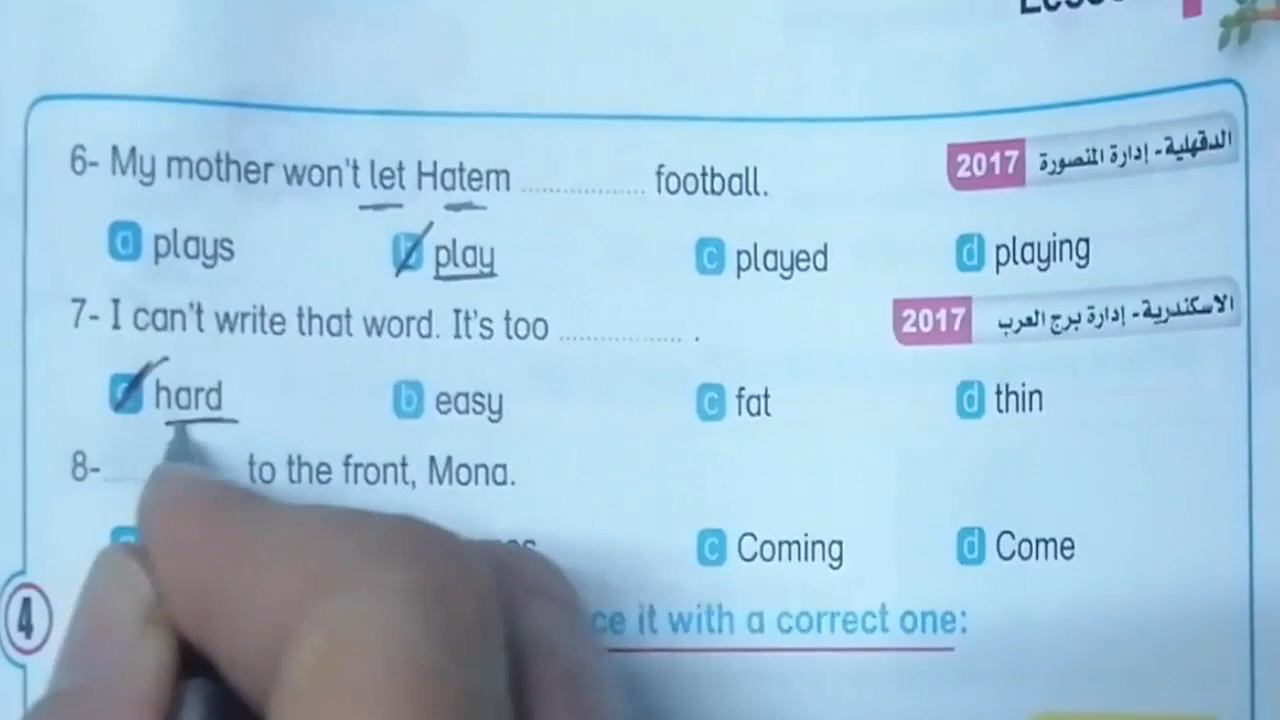 6- My mother won't let Hatem .................. football. 2017 الدقهلية - إدارة المنصورة
a plays b play c played d playing
7- I can't write that word. It's too .................. . 2017 الاسكندرية - إدارة برج العرب
a hard b easy c fat d thin
8- ...... to the front, Mona.
c Coming d Come
4
it with a correct one: